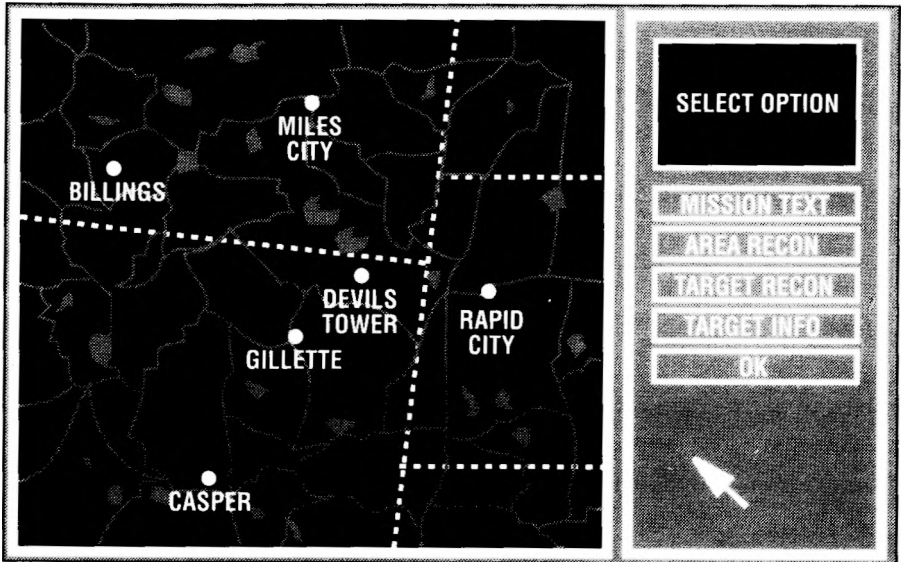 MILES
CITY
BILLINGS
DEVILS
TOWER
RAPID
CITY
GILLETTE
CASPER
SELECT OPTION
MISSION TEXT
AREA RECON
TARGET RECON
TARGET INFO
OK